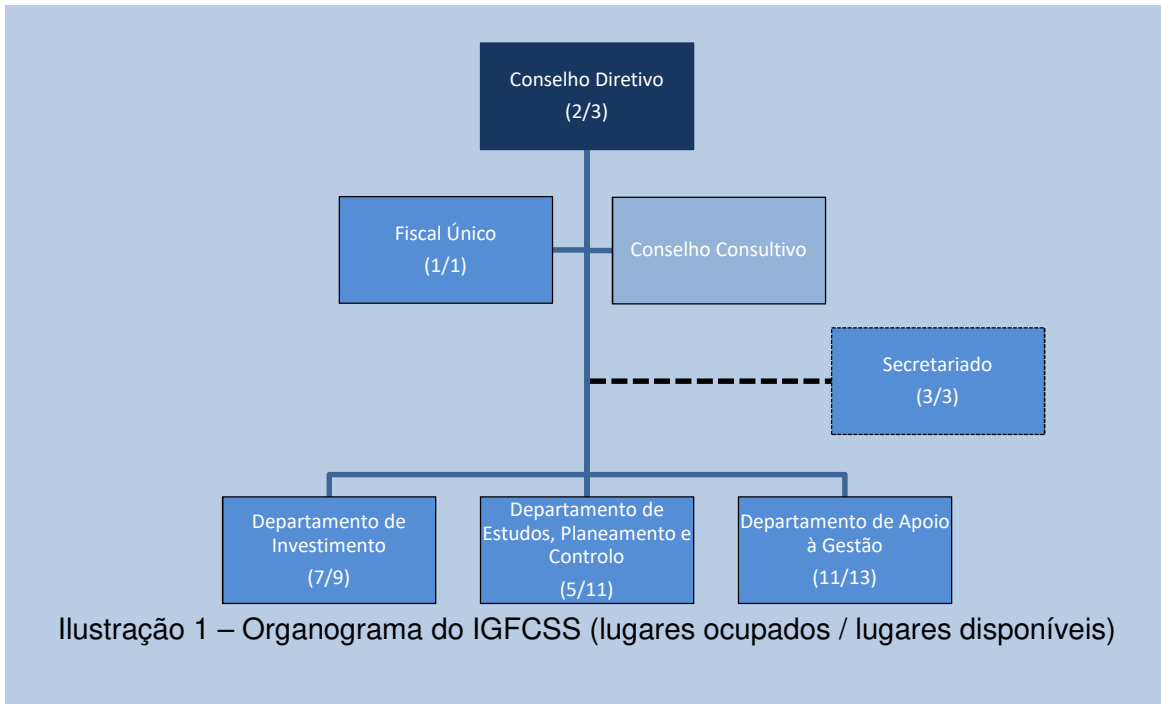 Conselho Diretivo
(2/3)
Fiscal Único
(1/1)
Conselho Consultivo
Secretariado
(3/3)
Departamento de
Investimento
(7/9)
Departamento de
Estudos, Planeamento e
Controlo
(5/11)
Departamento de Apoio
à Gestão
(11/13)
Ilustração 1 – Organograma do IGFCSS (lugares ocupados / lugares disponíveis)